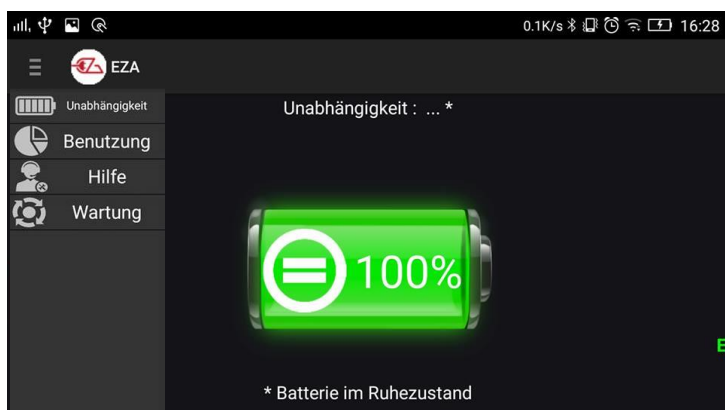 0.1K/s 16:28
EZA
Unabhängigkeit
Benutzung
Hilfe
Wartung
Unabhängigkeit : ... *
100%
* Batterie im Ruhezustand
E